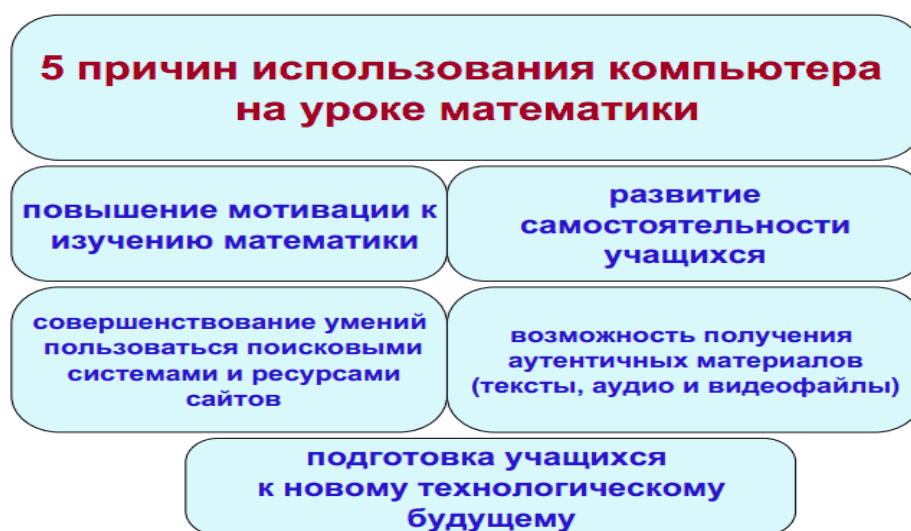 5 причин использования компьютера
на уроке математики
повышение мотивации к
изучению математики
развитие
самостоятельности
учащихся
совершенствование умений
пользоваться поисковыми
системами и ресурсами
сайтов
возможность получения
аутентичных материалов
(тексты, аудио и видеофайлы)
подготовка учащихся
к новому технологическому
будущему